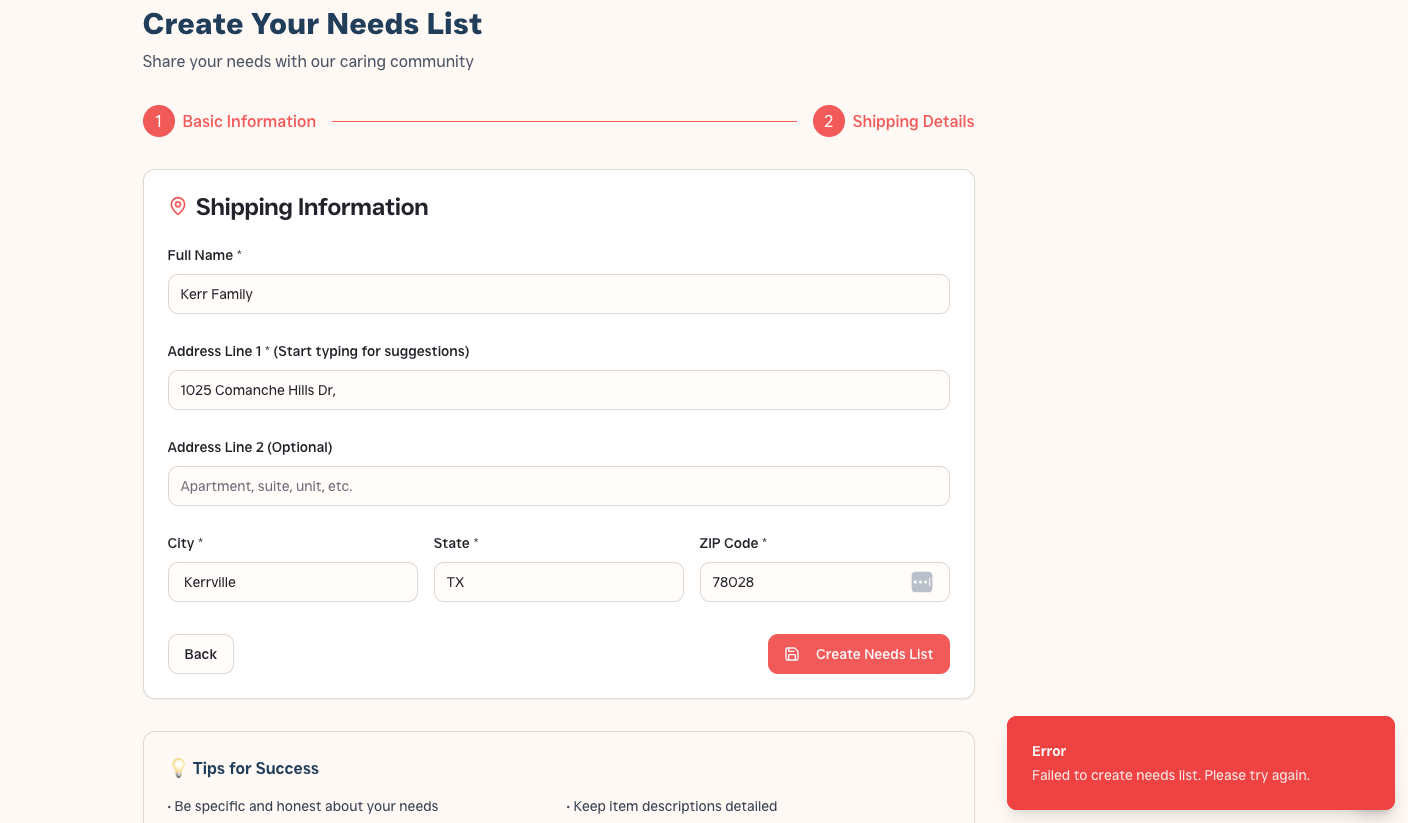 Create Your Needs List
Share your needs with our caring community
1 Basic Information 2 Shipping Details
Shipping Information
Full Name *
Kerr Family
Address Line 1 * (Start typing for suggestions)
1025 Comanche Hills Dr,
Address Line 2 (Optional)
Apartment, suite, unit, etc.
City * State * ZIP Code *
Kerrville TX 78028
Back Create Needs List
Error
Failed to create needs list. Please try again.
💡 Tips for Success
• Be specific and honest about your needs • Keep item descriptions detailed